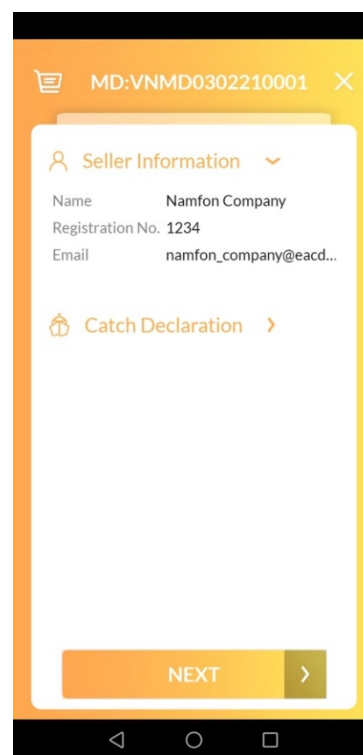 MD:VNMD0302210001
Seller Information
Name Namfon Company
Registration No. 1234
Email namfon_company@eacd...
Catch Declaration
NEXT